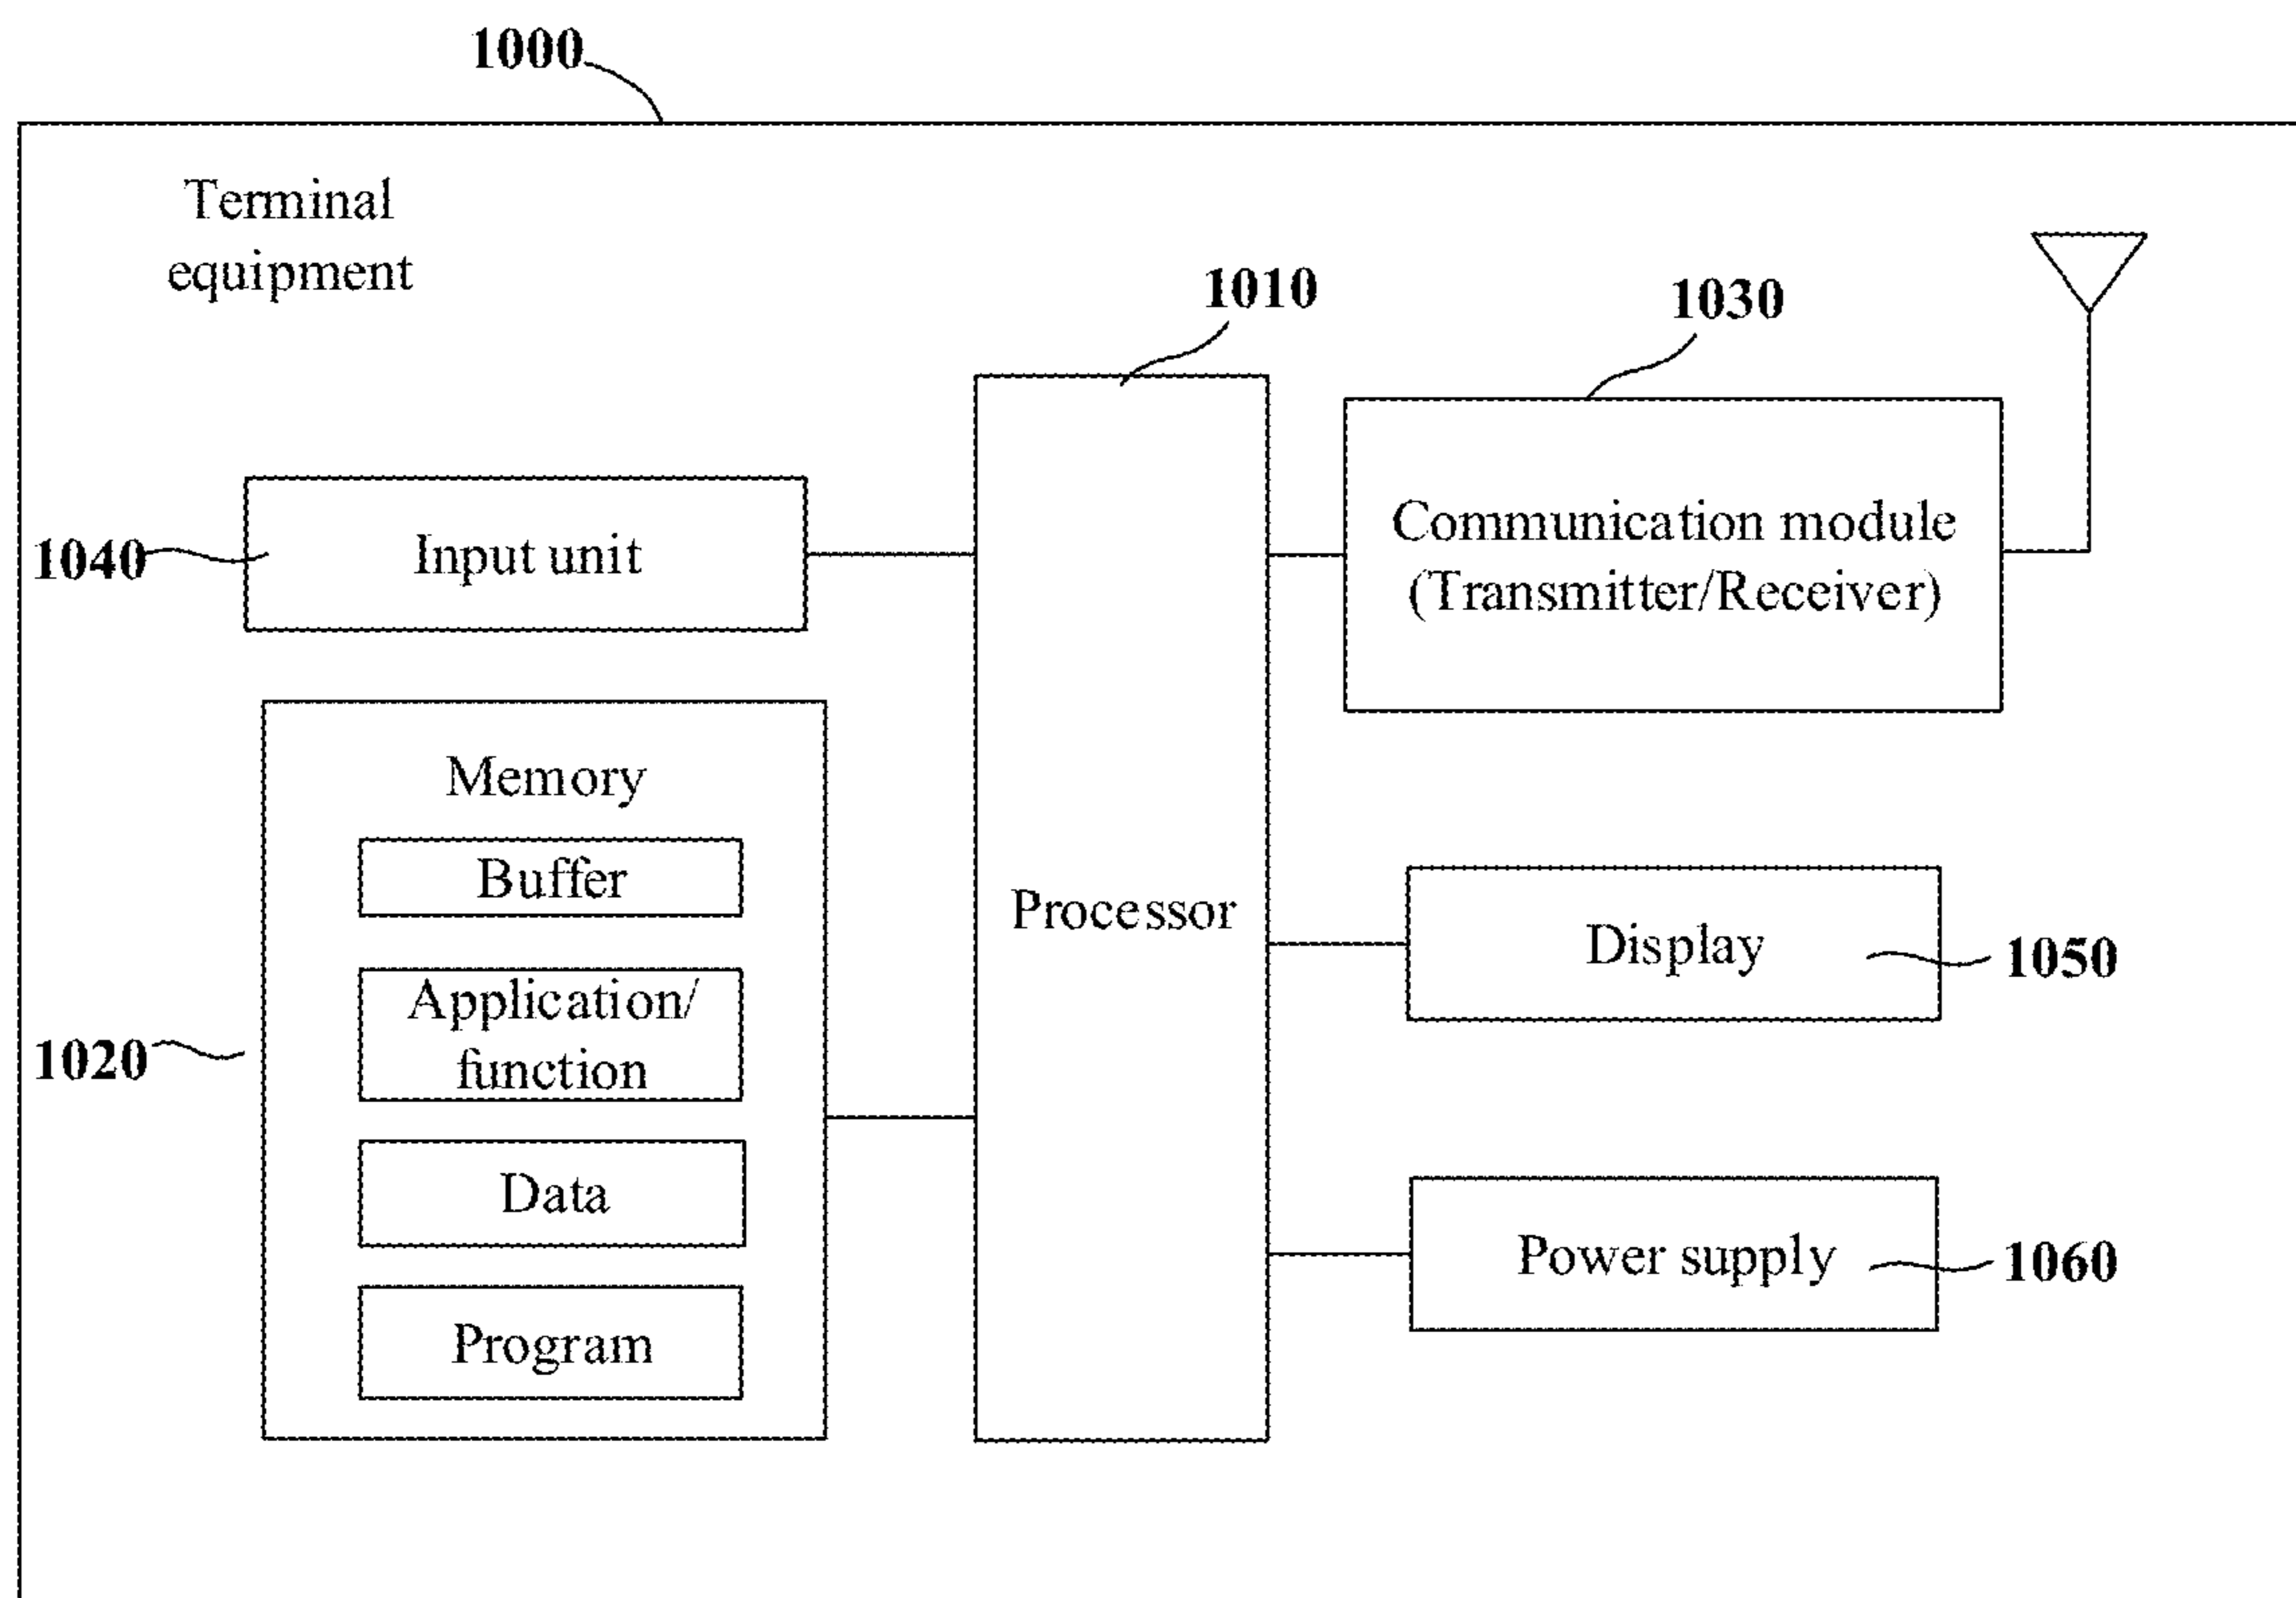 1000
Terminal
equipment
1010
1030
1040
Input unit
Communication module
(Transmitter/Receiver)
Memory
Buffer
Application/
function
Data
Program
1020
Processor
Display
1050
Power supply
1060